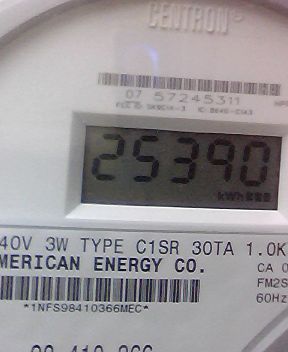 CENTRON®
07 57245311
25390
kWh
40V 3W TYPE C1SR 30TA 1.0K
MERICAN ENERGY CO.
CA 0
FM2S
60Hz
*1NFS98410366MEC*